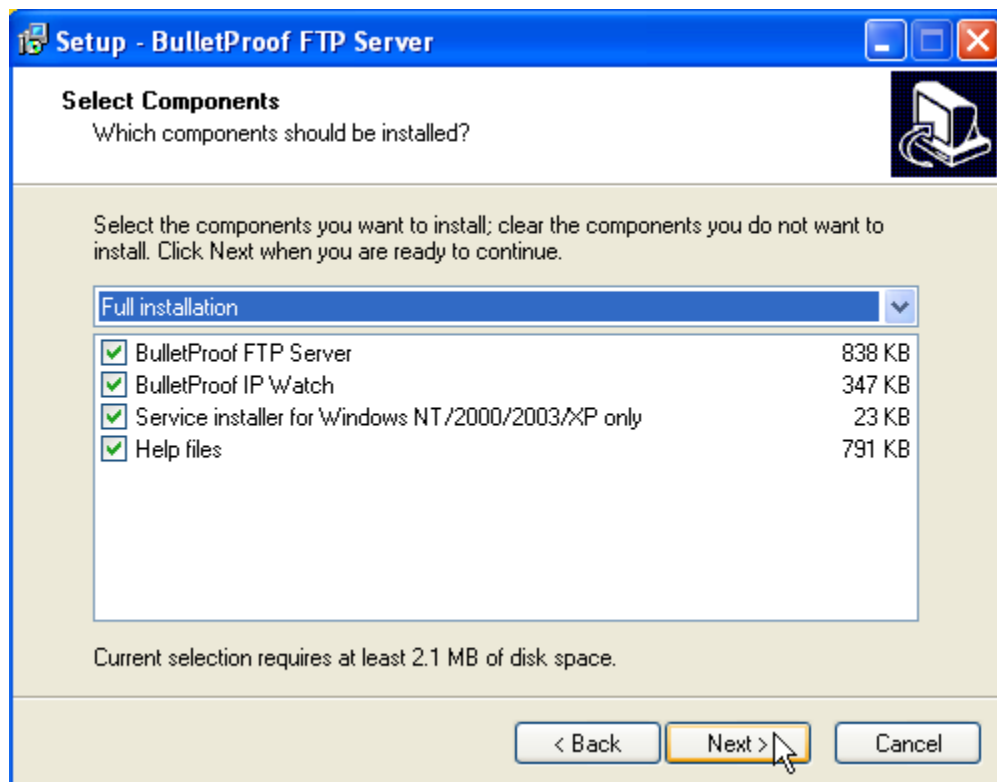 Setup - BulletProof FTP Server
Select Components
Which components should be installed?
Select the components you want to install; clear the components you do not want to
install. Click Next when you are ready to continue.
Full installation
BulletProof FTP Server 838 KB
BulletProof IP Watch 347 KB
Service installer for Windows NT/2000/2003/XP only 23 KB
Help files 791 KB
Current selection requires at least 2.1 MB of disk space.
< Back Next > Cancel